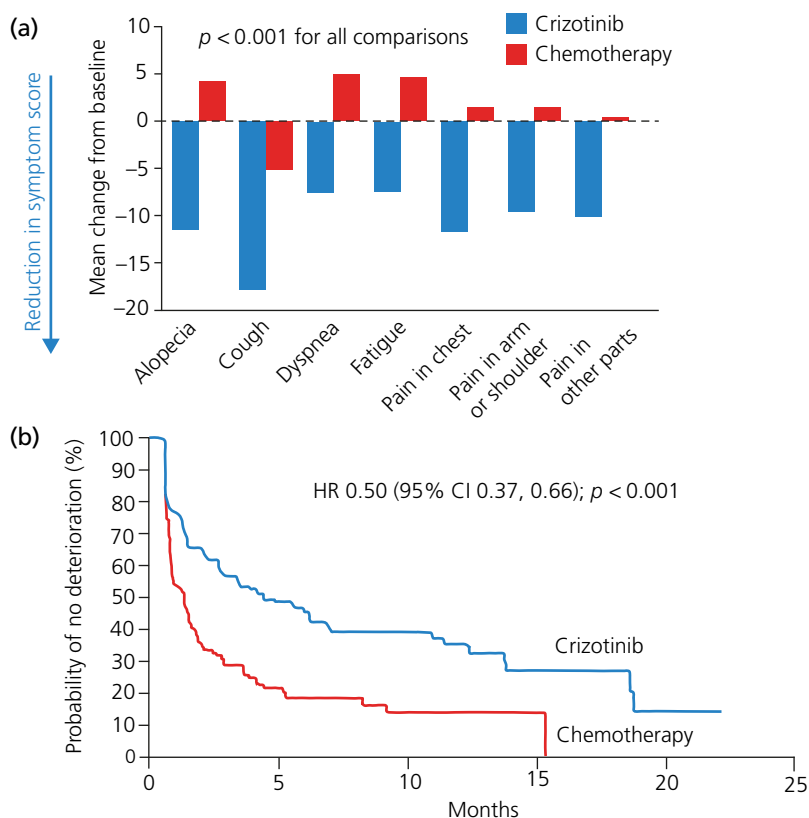 (a)
p < 0.001 for all comparisons
Crizotinib
Chemotherapy
Reduction in symptom score
Mean change from baseline
10
5
0
−5
−10
−15
−20
Alopecia
Cough
Dyspnea
Fatigue
Pain in chest
Pain in arm
or shoulder
Pain in
other parts
(b)
Probability of no deterioration (%)
100
90
80
70
60
50
40
30
20
10
0
HR 0.50 (95% CI 0.37, 0.66); p < 0.001
Crizotinib
Chemotherapy
0
5
10
15
20
25
Months